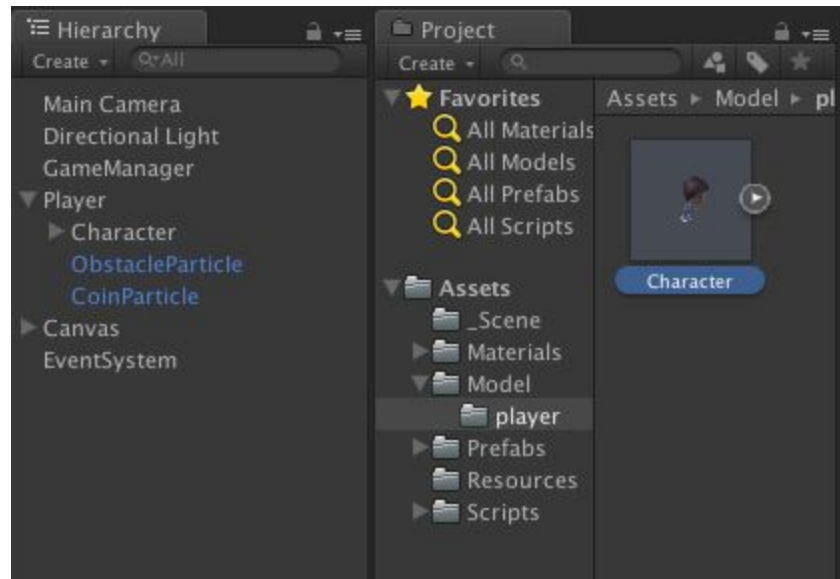 Hierarchy
Create
All
Main Camera
Directional Light
GameManager
Player
Character
ObstacleParticle
CoinParticle
Canvas
EventSystem
Project
Create
Favorites
All Materials
All Models
All Prefabs
All Scripts
Assets
_Scene
Materials
Model
player
Prefabs
Resources
Scripts
Assets Model pl
Character